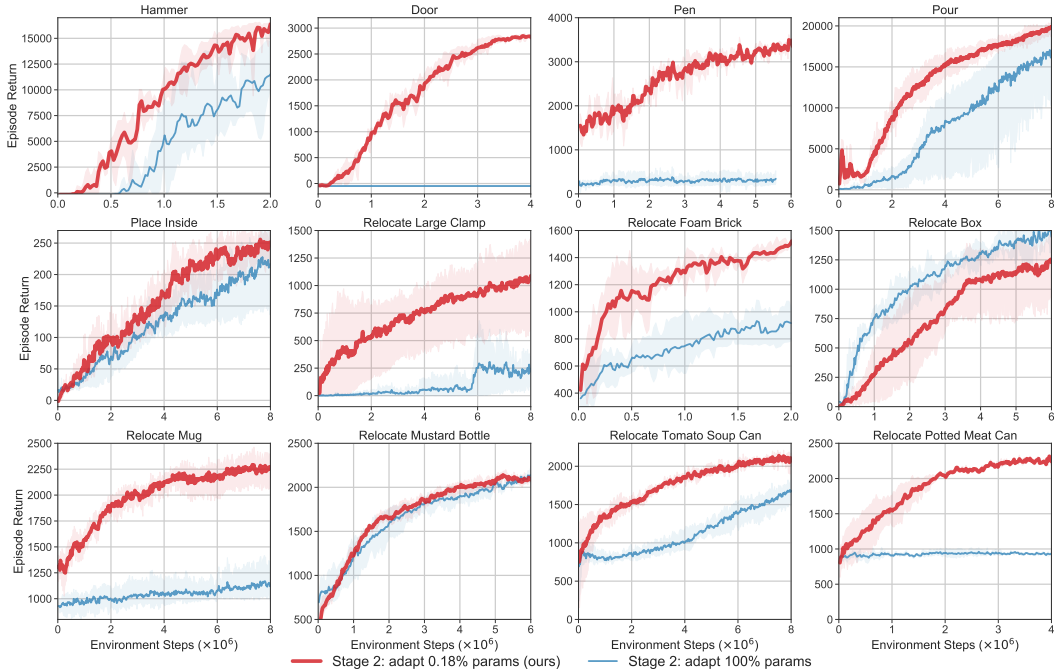 Hammer
Door
Pen
Pour
Episode Return
15000
12500
10000
7500
5000
2500
0
0.0 0.5 1.0 1.5 2.0
3000
2500
2000
1500
1000
500
0
0 1 2 3 4
4000
3000
2000
1000
0
0 1 2 3 4 5 6
20000
15000
10000
5000
0
0 2 4 6 8
Place Inside
Relocate Large Clamp
Relocate Foam Brick
Relocate Box
Episode Return
250
200
150
100
50
0
0 2 4 6 8
1500
1250
1000
750
500
250
0
0 2 4 6 8
1600
1400
1200
1000
800
600
400
0.0 0.5 1.0 1.5 2.0
1500
1250
1000
750
500
250
0
0 1 2 3 4 5 6
Relocate Mug
Relocate Mustard Bottle
Relocate Tomato Soup Can
Relocate Potted Meat Can
Episode Return
2500
2250
2000
1750
1500
1250
1000
0 2 4 6 8
Environment Steps (×10⁶)
2500
2000
1500
1000
500
0 1 2 3 4 5 6
Environment Steps (×10⁶)
2000
1500
1000
500
0
0 2 4 6 8
Environment Steps (×10⁶)
2500
2000
1500
1000
500
0
0 1 2 3 4
Environment Steps (×10⁶)
Stage 2: adapt 0.18% params (ours)
Stage 2: adapt 100% params